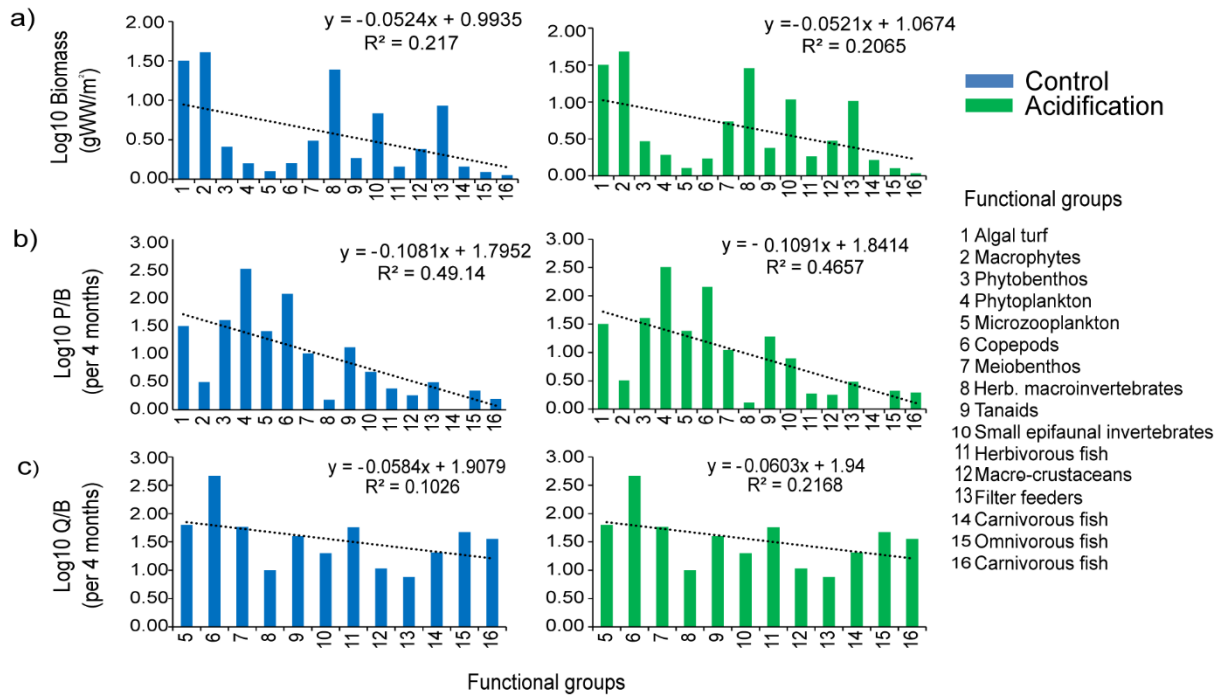 a)
Log10 Biomass
(gWW/m²)
2.00
1.50
1.00
0.50
0.00
y = -0.0524x + 0.9935
R² = 0.217
1 2 3 4 5 6 7 8 9 10 11 12 13 14 15 16
2.00
1.50
1.00
0.50
0.00
y = -0.0521x + 1.0674
R² = 0.2065
1 2 3 4 5 6 7 8 9 10 11 12 13 14 15 16
Control
Acidification
b)
Log10 P/B
(per 4 months)
3.00
2.50
2.00
1.50
1.00
0.50
0.00
y = -0.1081x + 1.7952
R² = 0.49.14
1 2 3 4 5 6 7 8 9 10 11 12 13 14 15 16
3.00
2.50
2.00
1.50
1.00
0.50
0.00
y = - 0.1091x + 1.8414
R² = 0.4657
1 2 3 4 5 6 7 8 9 10 11 12 13 14 15 16
c)
Log10 Q/B
(per 4 months)
3.00
2.50
2.00
1.50
1.00
0.50
0.00
y = -0.0584x + 1.9079
R² = 0.1026
5 6 7 8 9 10 11 12 13 14 15 16
3.00
2.50
2.00
1.50
1.00
0.50
0.00
y = -0.0603x + 1.94
R² = 0.2168
5 6 7 8 9 10 11 12 13 14 15 16
Functional groups
Functional groups
1 Algal turf
2 Macrophytes
3 Phytobenthos
4 Phytoplankton
5 Microzooplankton
6 Copepods
7 Meiobenthos
8 Herb. macroinvertebrates
9 Tanaids
10 Small epifaunal invertebrates
11 Herbivorous fish
12 Macro-crustaceans
13 Filter feeders
14 Carnivorous fish
15 Omnivorous fish
16 Carnivorous fish